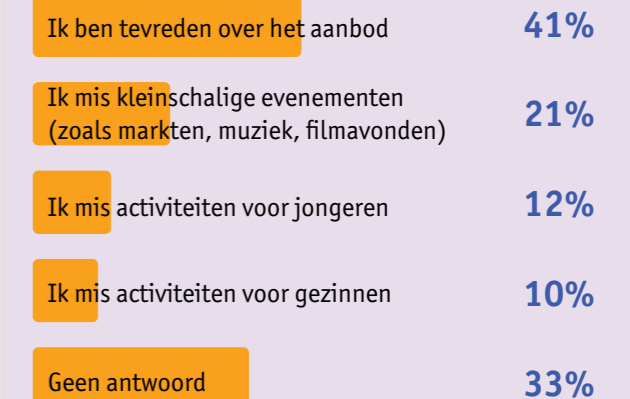 Ik ben tevreden over het aanbod 41%
Ik mis kleinschalige evenementen
(zoals markten, muziek, filmavonden) 21%
Ik mis activiteiten voor jongeren 12%
Ik mis activiteiten voor gezinnen 10%
Geen antwoord 33%